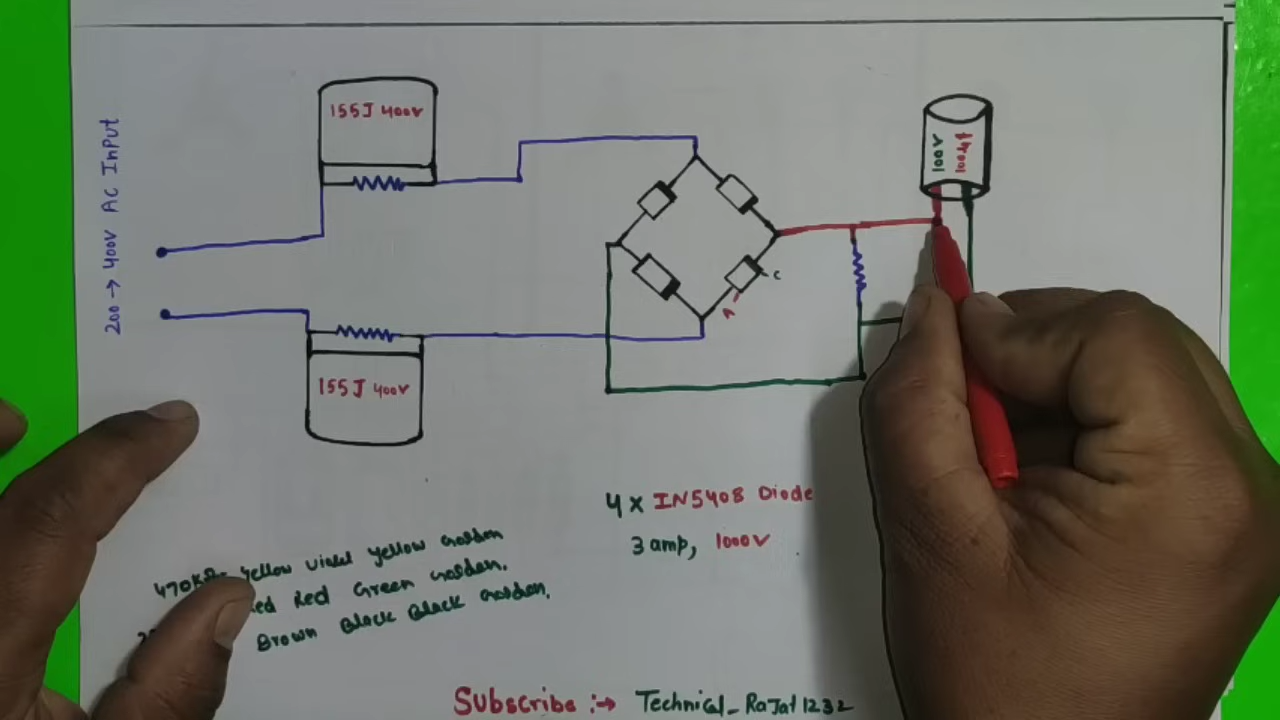 155J 400V
200 → 400V AC InPut
100V
155J 400V
4 x IN5408 Diode
3 amp, 1000V
C
A
470K yellow violet yellow Golden
Red Green Golden.
Brown Black Black Golden.
Subscribe :→ Technical_RaJat1232